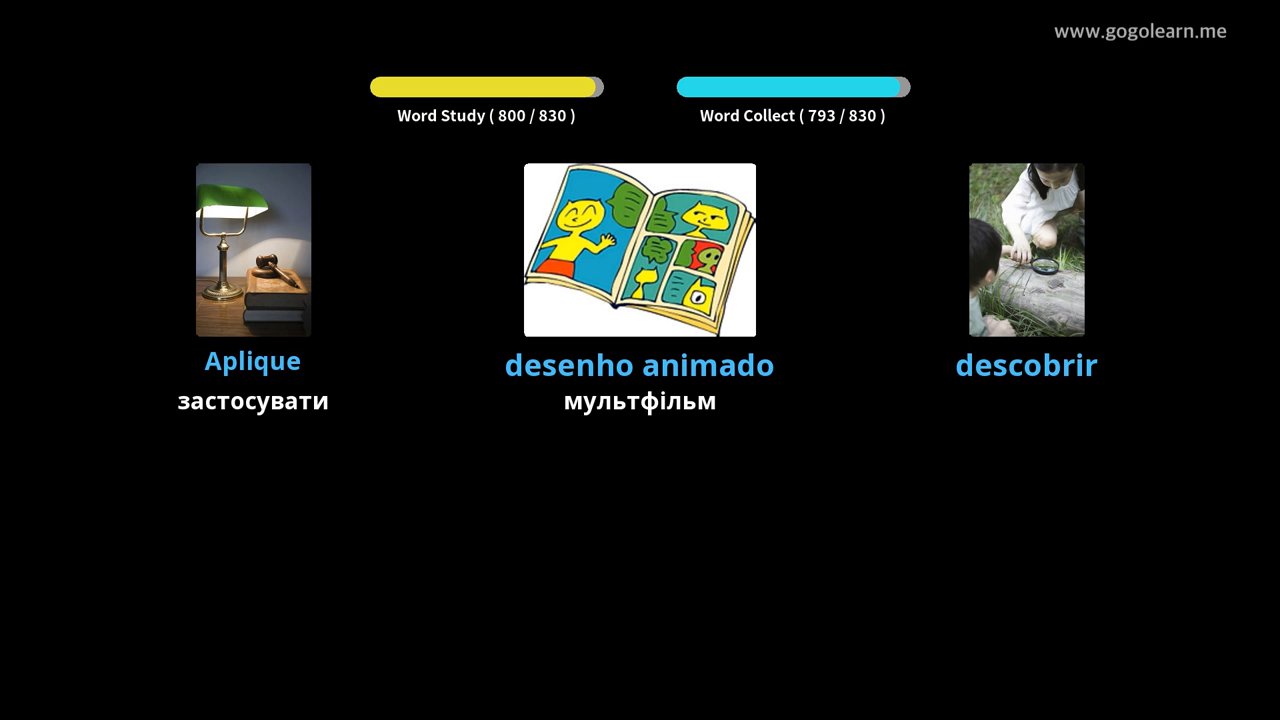 www.gogolearn.me
Word Study ( 800 / 830 )
Word Collect ( 793 / 830 )
Aplique
desenho animado
descobrir
застосувати
мультфільм